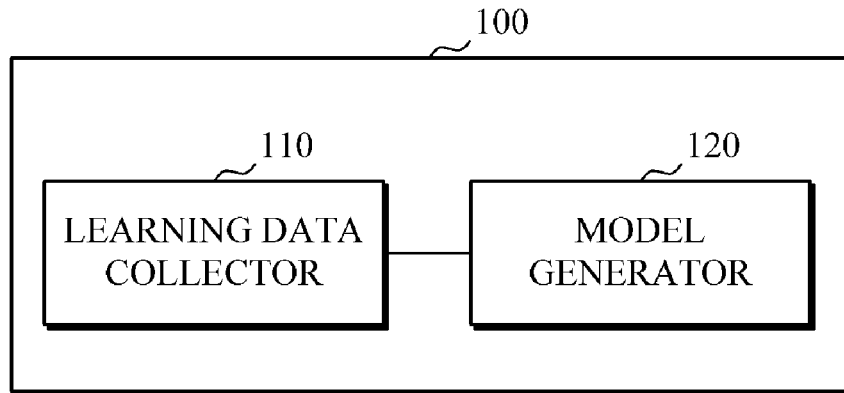 100
110
120
LEARNING DATA
COLLECTOR
MODEL
GENERATOR